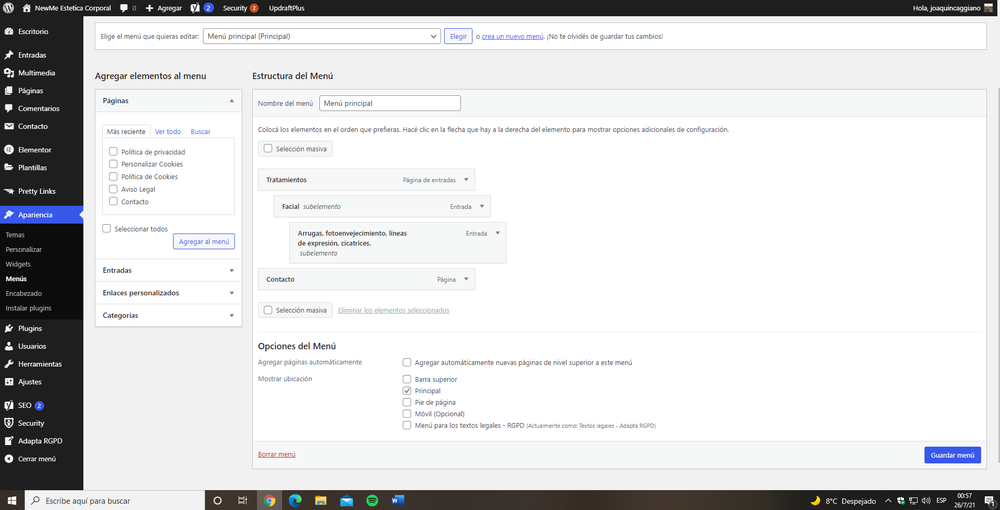 NewMe Estetica Corporal 0 Agregar 2 Security 2 UpdraftPlus Hola, joaquincaggiano
Escritorio
Entradas
Multimedia
Páginas
Comentarios
Contacto
Elementor
Plantillas
Pretty Links
Apariencia
Temas
Personalizar
Widgets
Menús
Encabezado
Instalar plugins
Plugins
Usuarios
Herramientas
Ajustes
SEO 2
Security
Adapta RGPD
Cerrar menú
Elige el menú que quieras editar: Menú principal (Principal) Elegir o crea un nuevo menú. ¡No te olvidés de guardar tus cambios!
Agregar elementos al menu
Páginas
Más reciente Ver todo Buscar
Política de privacidad
Personalizar Cookies
Política de Cookies
Aviso Legal
Contacto
Seleccionar todos
Agregar al menú
Entradas
Enlaces personalizados
Categorías
Estructura del Menú
Nombre del menú Menú principal
Colocá los elementos en el orden que prefieras. Hacé clic en la flecha que hay a la derecha del elemento para mostrar opciones adicionales de configuración.
Selección masiva
Tratamientos Página de entradas
Facial subelemento Entrada
Arrugas, fotoenvejecimiento, líneas Entrada
de expresión, cicatrices.
subelemento
Contacto Página
Selección masiva Eliminar los elementos seleccionados
Opciones del Menú
Agregar páginas automáticamente Agregar automáticamente nuevas páginas de nivel superior a este menú
Mostrar ubicación Barra superior
Principal
Pie de página
Móvil (Opcional)
Menú para los textos legales - RGPD (Actualmente como: Textos legales - Adapta RGPD)
Borrar menú Guardar menú
Escribe aquí para buscar
8°C Despejado ESP 00:57
26/7/21 1